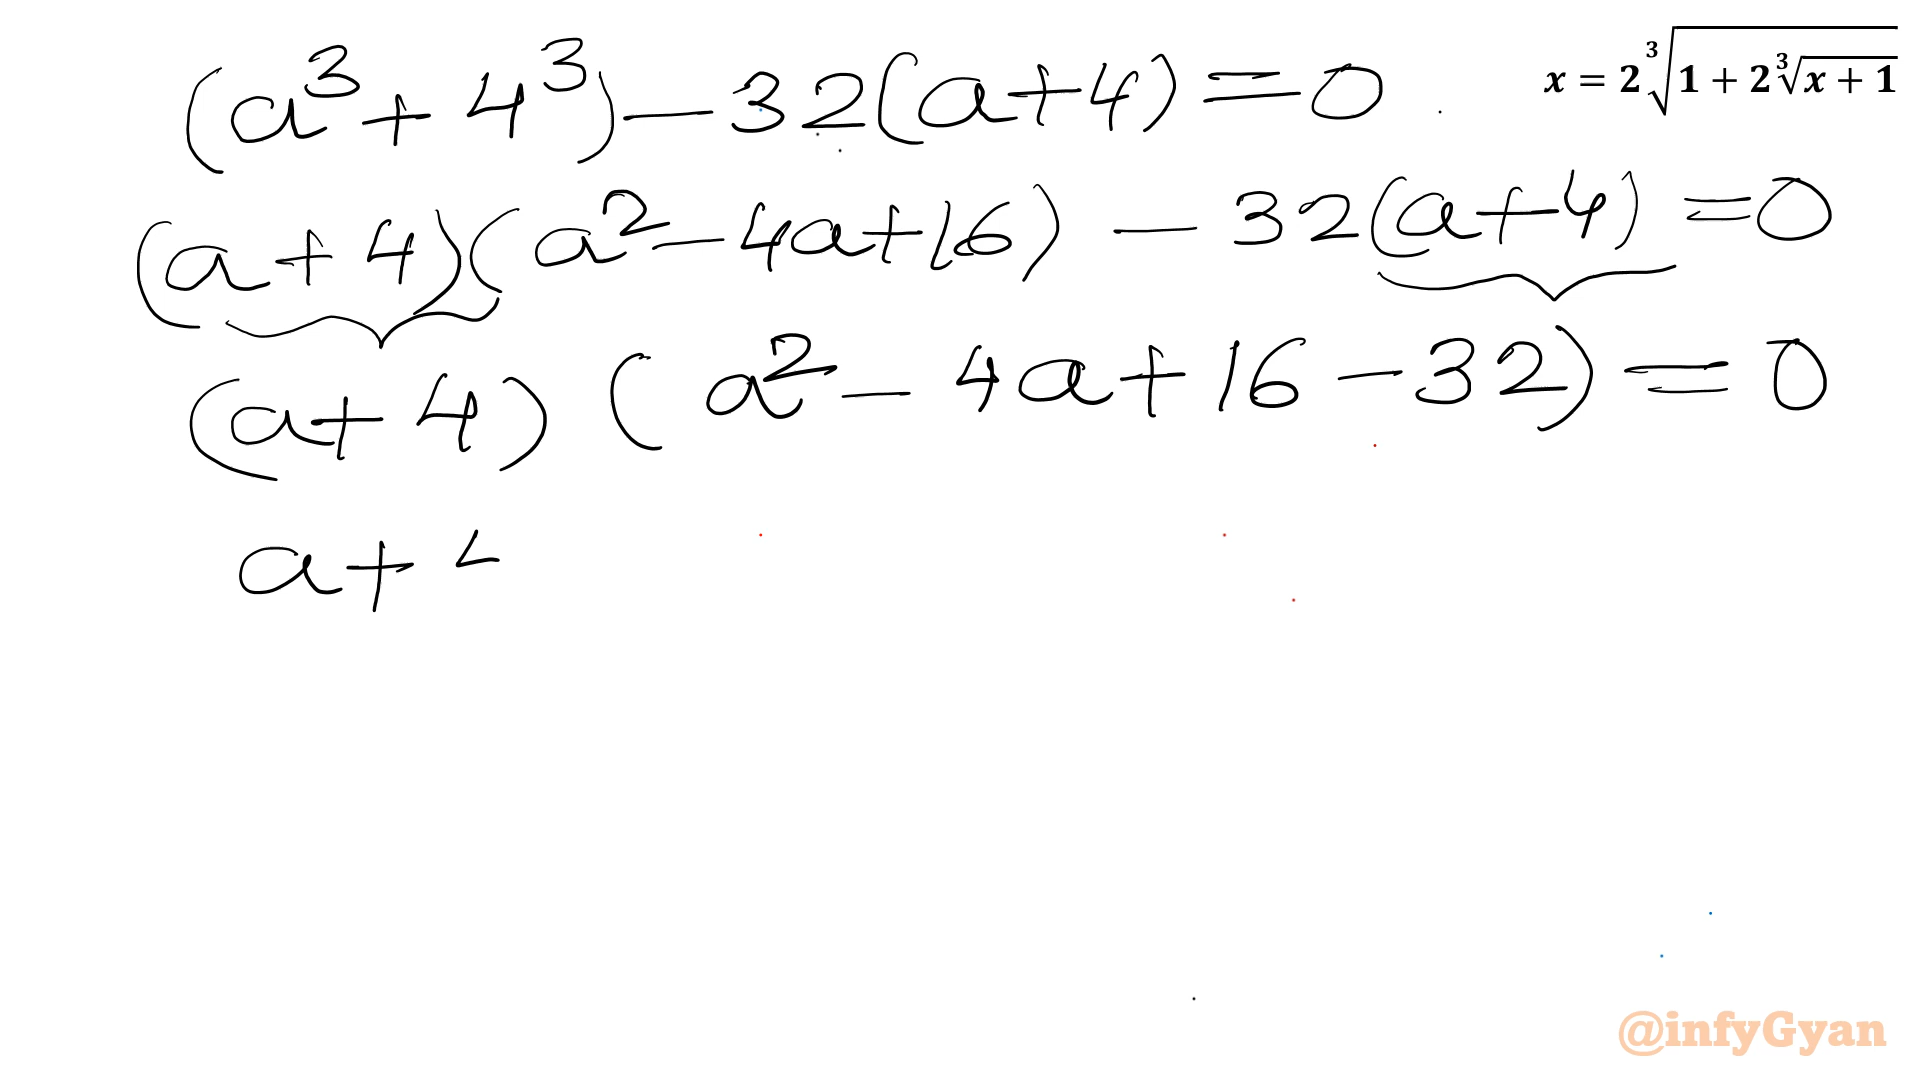 (a³ + 4³) − 32(a+4) = 0
x = 2∛(1 + 2∛(x + 1))
(a + 4)(a² − 4a + 16) − 32(a+4) = 0
(a + 4) (a² − 4a + 16 − 32) = 0
a +
@infyGyan